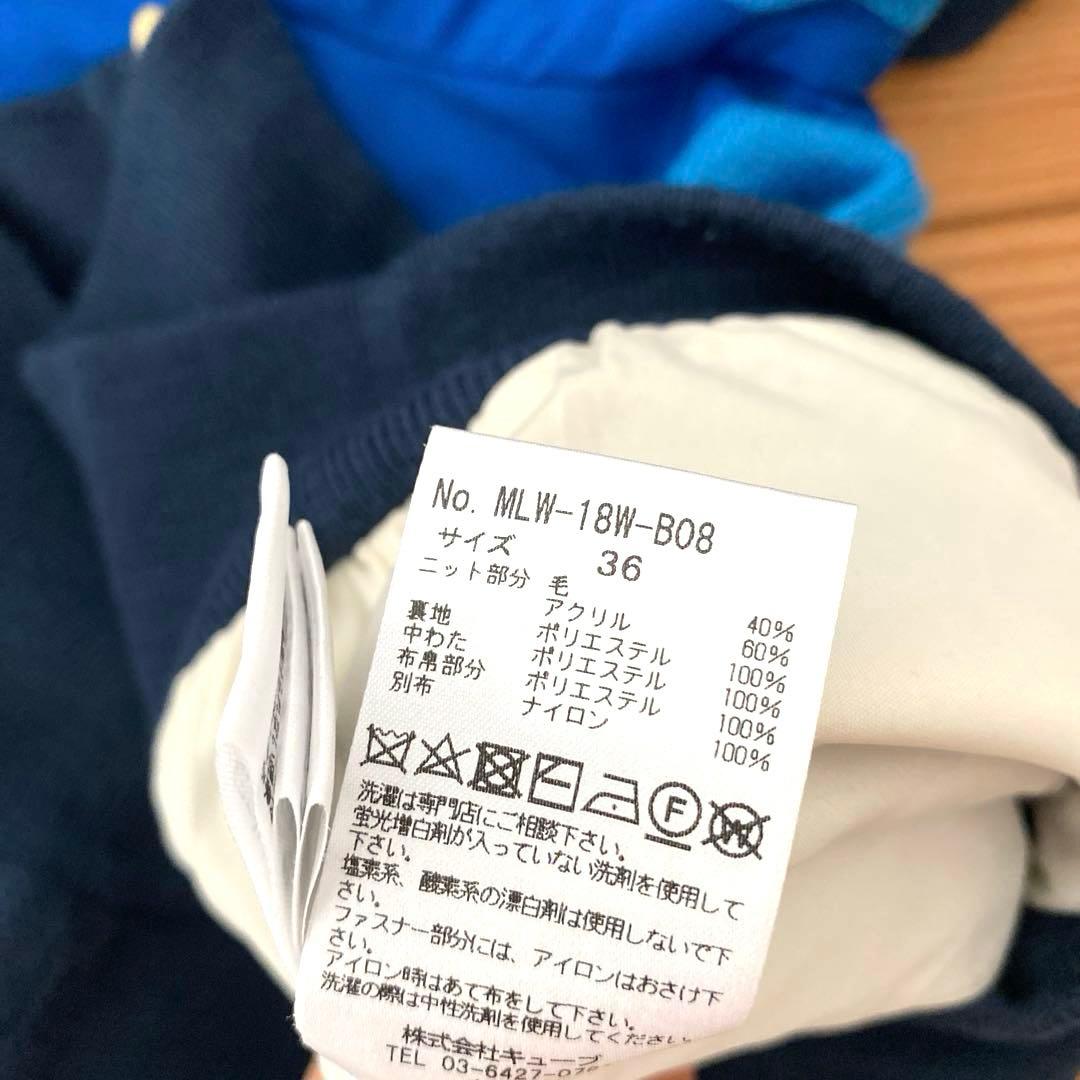 No. MLW-18W-B08
サイズ 36
ニット部分 毛 40%
アクリル 60%
裏地 ポリエステル 100%
中わた ポリエステル 100%
布帛部分 ポリエステル 100%
別布 ナイロン 100%
F W
洗濯は専門店にご相談下さい。
蛍光増白剤が入っていない洗剤を使用して
下さい。
塩素系、酸素系の漂白剤は使用しないで下
さい。
ファスナー部分には、アイロンはおさけ下
さい。
アイロン時はあて布をして下さい。
洗濯の際は中性洗剤を使用してください。
株式会社キューブ
TEL 03-6427-